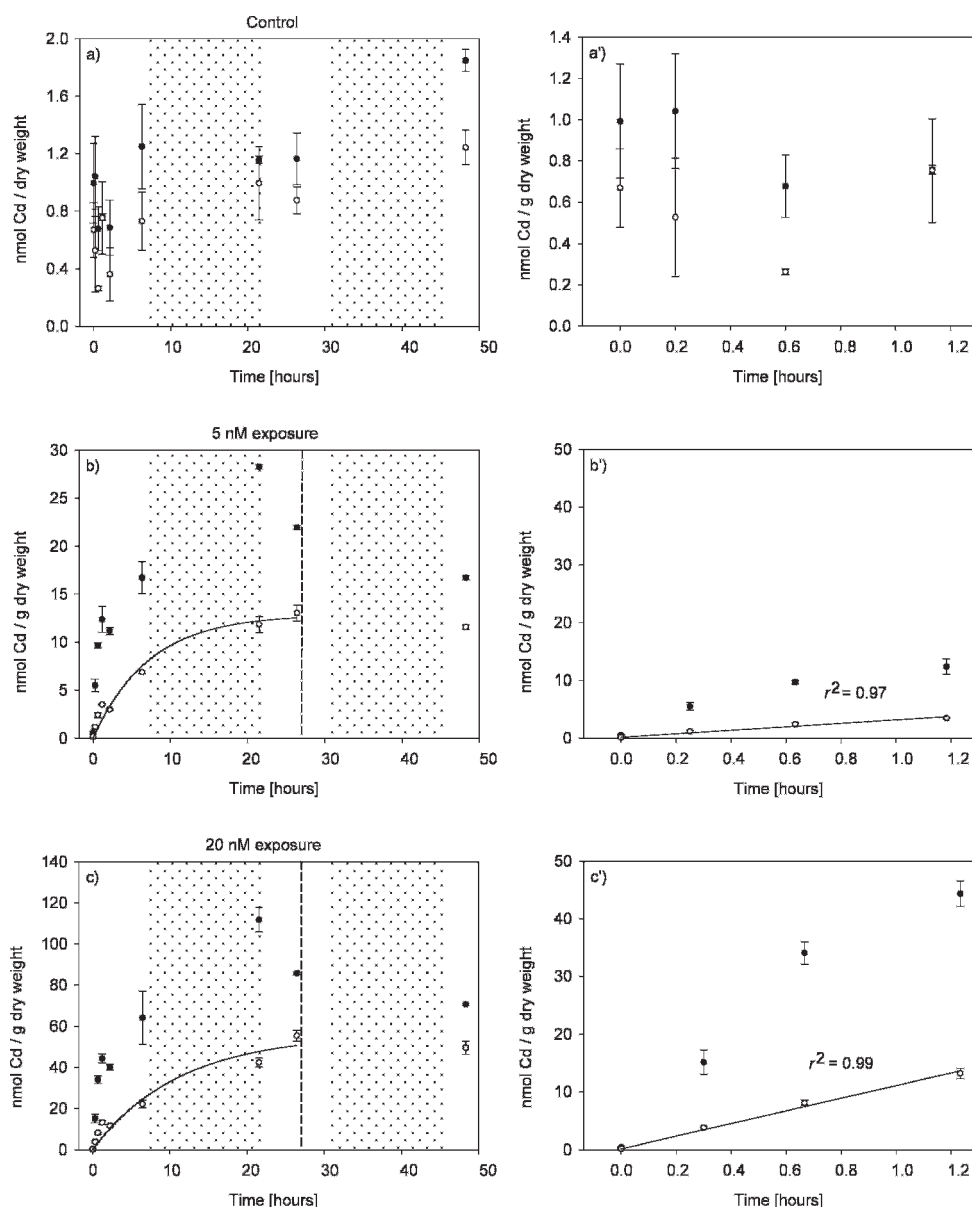 Control
a)
nmol Cd / dry weight
2.0
1.6
1.2
0.8
0.4
0.0
0 10 20 30 40 50
Time [hours]
a')
nmol Cd / g dry weight
1.4
1.2
1.0
0.8
0.6
0.4
0.2
0.0
0.0 0.2 0.4 0.6 0.8 1.0 1.2
Time [hours]
5 nM exposure
b)
nmol Cd / g dry weight
30
25
20
15
10
5
0
0 10 20 30 40 50
Time [hours]
b')
nmol Cd / g dry weight
50
40
30
20
10
0
r² = 0.97
0.0 0.2 0.4 0.6 0.8 1.0 1.2
Time [hours]
20 nM exposure
c)
nmol Cd / g dry weight
140
120
100
80
60
40
20
0
0 10 20 30 40 50
Time [hours]
c')
nmol Cd / g dry weight
50
40
30
20
10
0
r² = 0.99
0.0 0.2 0.4 0.6 0.8 1.0 1.2
Time [hours]